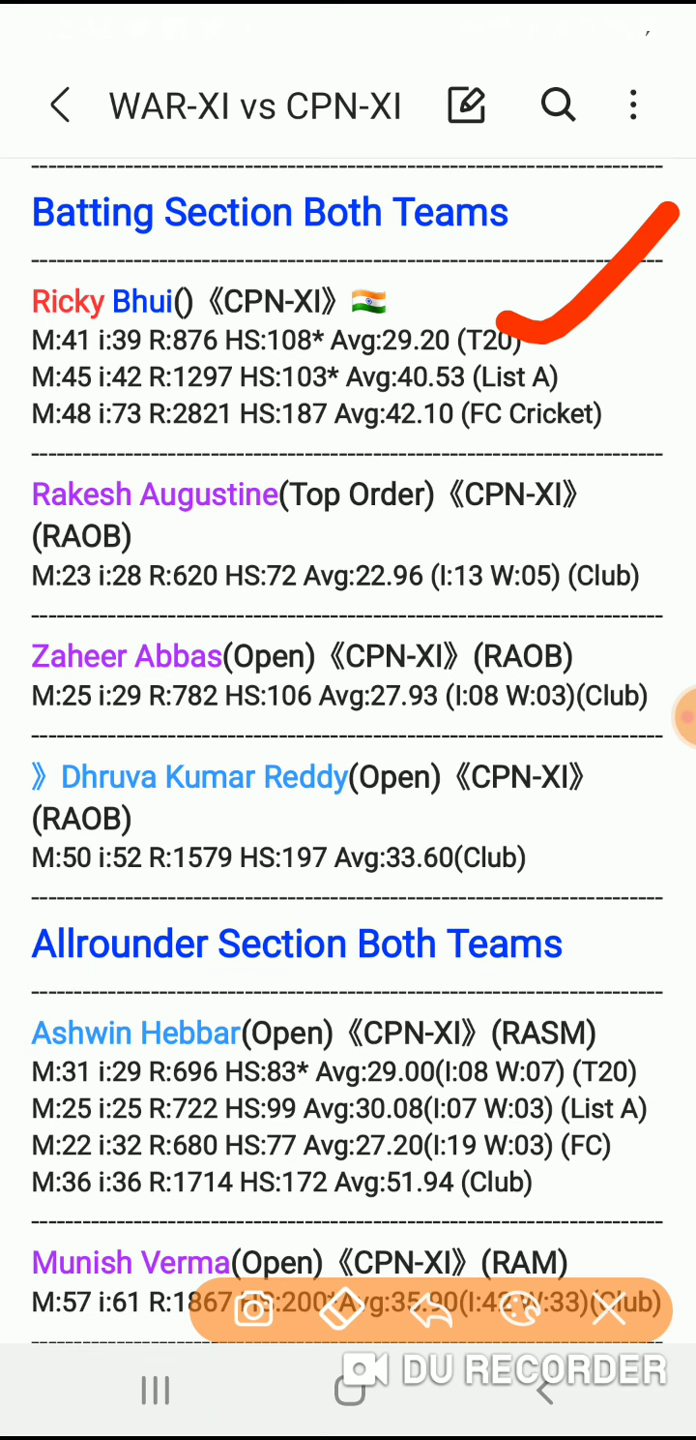 WAR-XI vs CPN-XI
Batting Section Both Teams
Ricky Bhui()《CPN-XI》🇮🇳
M:41 i:39 R:876 HS:108* Avg:29.20 (T20)
M:45 i:42 R:1297 HS:103* Avg:40.53 (List A)
M:48 i:73 R:2821 HS:187 Avg:42.10 (FC Cricket)
Rakesh Augustine(Top Order)《CPN-XI》
(RAOB)
M:23 i:28 R:620 HS:72 Avg:22.96 (I:13 W:05) (Club)
Zaheer Abbas(Open)《CPN-XI》(RAOB)
M:25 i:29 R:782 HS:106 Avg:27.93 (I:08 W:03)(Club)
》Dhruva Kumar Reddy(Open)《CPN-XI》
(RAOB)
M:50 i:52 R:1579 HS:197 Avg:33.60(Club)
Allrounder Section Both Teams
Ashwin Hebbar(Open)《CPN-XI》(RASM)
M:31 i:29 R:696 HS:83* Avg:29.00(I:08 W:07) (T20)
M:25 i:25 R:722 HS:99 Avg:30.08(I:07 W:03) (List A)
M:22 i:32 R:680 HS:77 Avg:27.20(I:19 W:03) (FC)
M:36 i:36 R:1714 HS:172 Avg:51.94 (Club)
Munish Verma(Open)《CPN-XI》(RAM)
M:57 i:61 R:1867 HS:200* Avg:35.90(I:42 W:33)(Club)
DU RECORDER